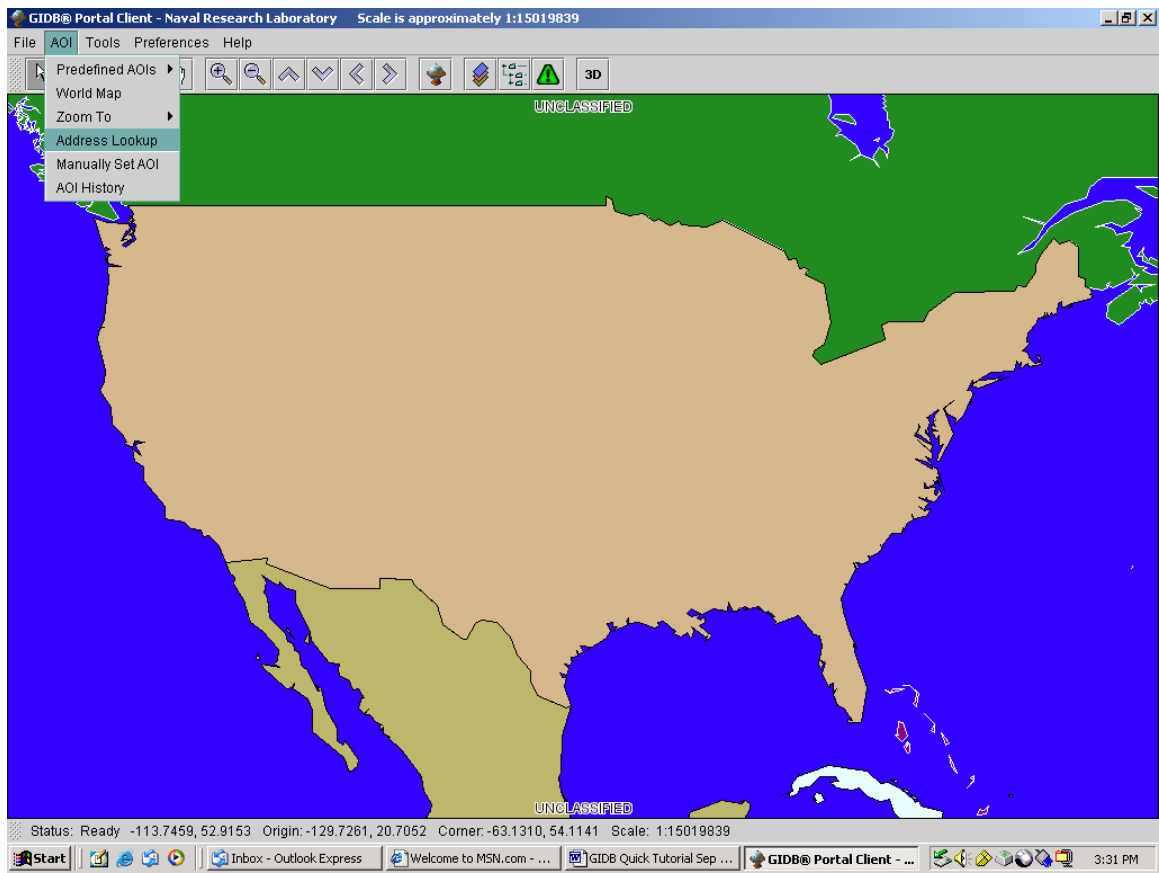 GIDB® Portal Client - Naval Research Laboratory Scale is approximately 1:15019839
File AOI Tools Preferences Help
Predefined AOIs
World Map
Zoom To
Address Lookup
Manually Set AOI
AOI History
3D
UNCLASSIFIED
UNCLASSIFIED
Status: Ready -113.7459, 52.9153 Origin: -129.7261, 20.7052 Corner: -63.1310, 54.1141 Scale: 1:15019839
Start Inbox - Outlook Express Welcome to MSN.com - ... GIDB Quick Tutorial Sep ... GIDB® Portal Client - ... 3:31 PM